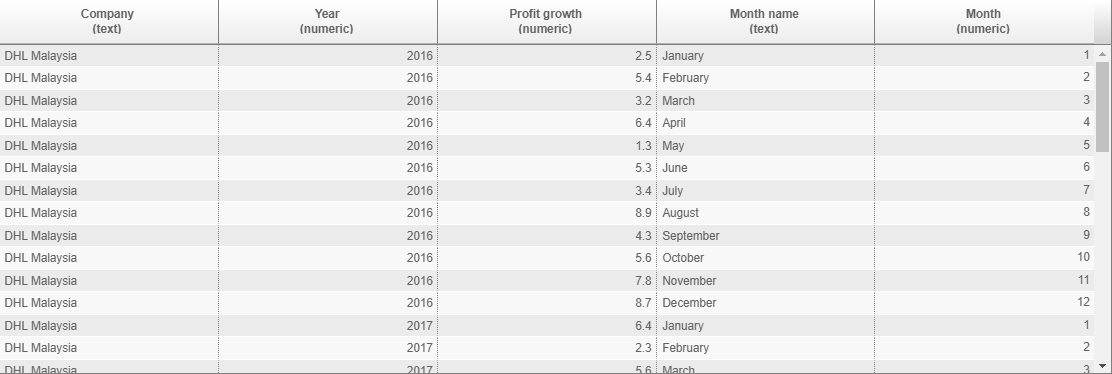 Company Year Profit growth Month name Month
(text) (numeric) (numeric) (text) (numeric)
DHL Malaysia 2016 2.5 January 1
DHL Malaysia 2016 5.4 February 2
DHL Malaysia 2016 3.2 March 3
DHL Malaysia 2016 6.4 April 4
DHL Malaysia 2016 1.3 May 5
DHL Malaysia 2016 5.3 June 6
DHL Malaysia 2016 3.4 July 7
DHL Malaysia 2016 8.9 August 8
DHL Malaysia 2016 4.3 September 9
DHL Malaysia 2016 5.6 October 10
DHL Malaysia 2016 7.8 November 11
DHL Malaysia 2016 8.7 December 12
DHL Malaysia 2017 6.4 January 1
DHL Malaysia 2017 2.3 February 2
DHL Malaysia 2017 5.6 March 3